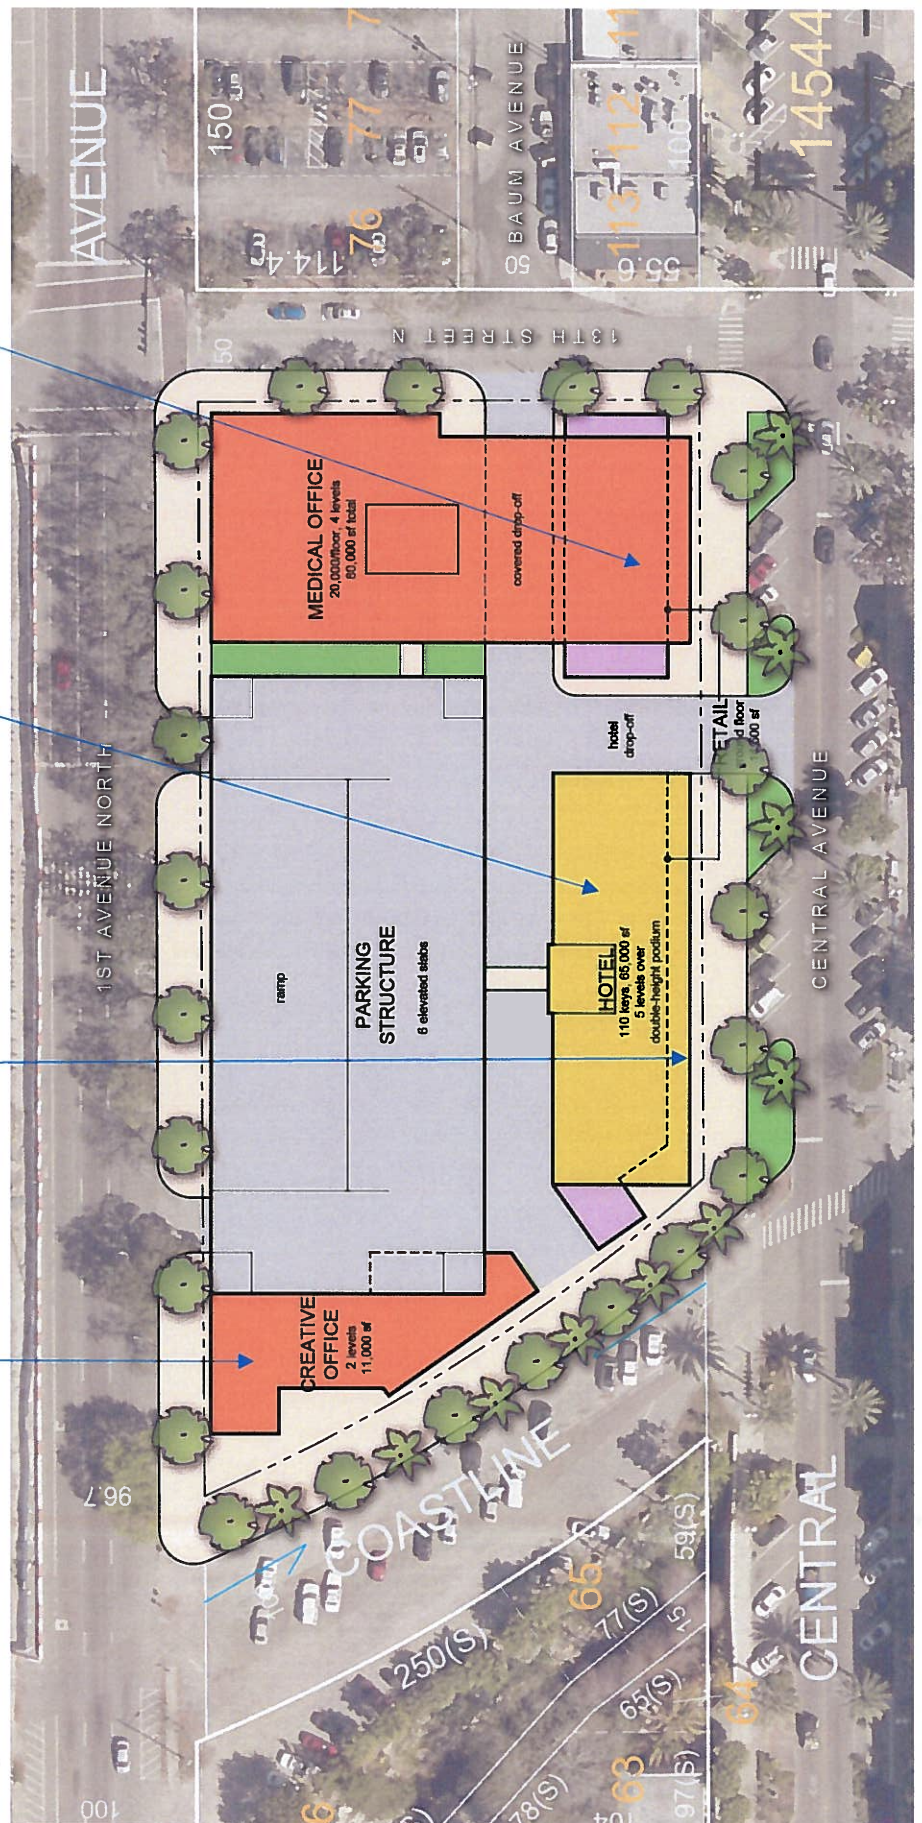 AVENUE
150
77
76
114.4
50
BAUM AVENUE
50
11
112
100
113
55.6
14544
13TH STREET N
1ST AVENUE NORTH
MEDICAL OFFICE
20,000/floor, 4 levels
80,000 sf total
covered drop-off
hotel
drop-off
ramp
PARKING
STRUCTURE
6 elevated slabs
HOTEL
110 keys, 65,000 sf
5 levels over
double-height podium
CENTRAL AVENUE
CREATIVE
OFFICE
2 levels
11,000 sf
96.7
COASTLINE
CENTRAL
250(S)
65
59(S)
77(S)
15
65(S)
64
63
78(S)
97(S)
104
100